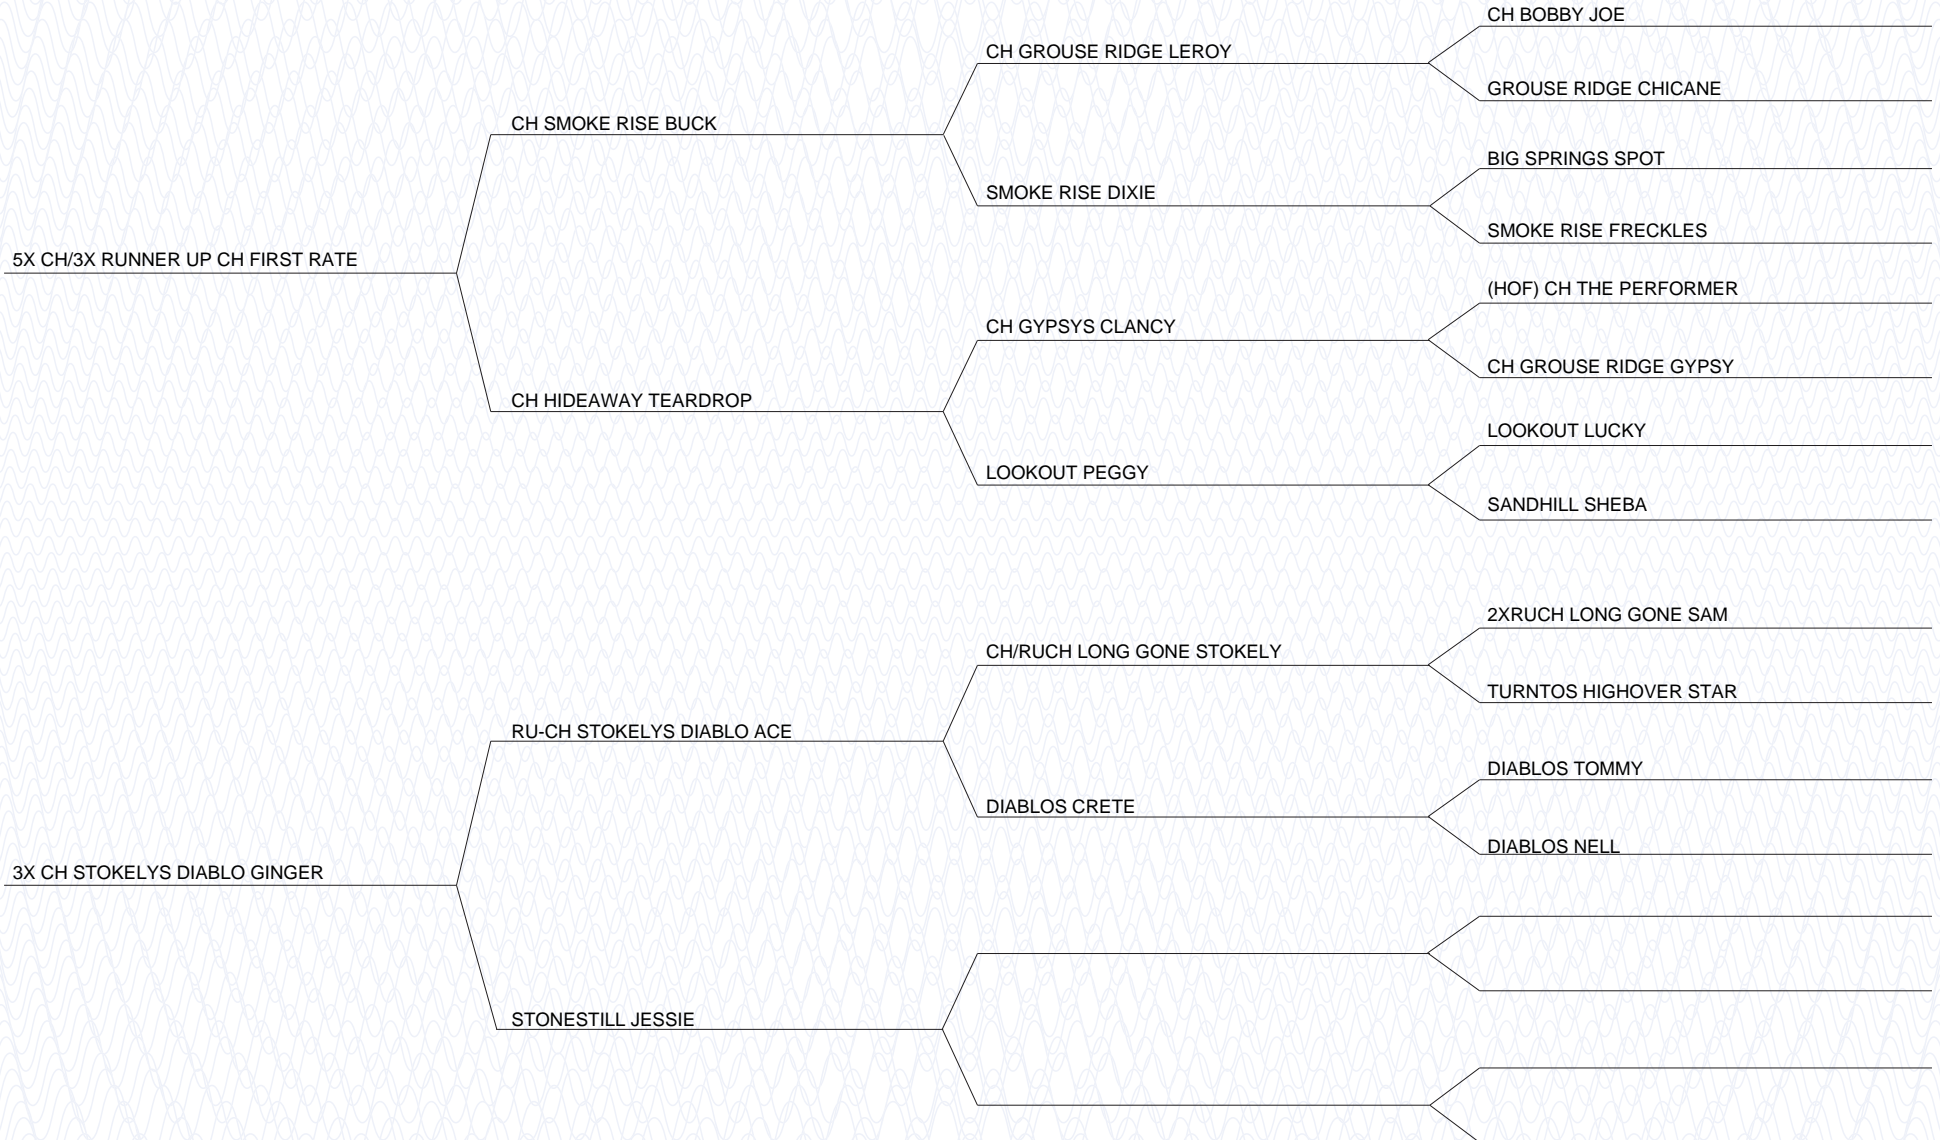 CH BOBBY JOE
CH GROUSE RIDGE LEROY
GROUSE RIDGE CHICANE
CH SMOKE RISE BUCK
BIG SPRINGS SPOT
SMOKE RISE DIXIE
SMOKE RISE FRECKLES
5X CH/3X RUNNER UP CH FIRST RATE
(HOF) CH THE PERFORMER
CH GYPSYS CLANCY
CH GROUSE RIDGE GYPSY
CH HIDEAWAY TEARDROP
LOOKOUT LUCKY
LOOKOUT PEGGY
SANDHILL SHEBA
2XRUCH LONG GONE SAM
CH/RUCH LONG GONE STOKELY
TURNTOS HIGHOVER STAR
RU-CH STOKELYS DIABLO ACE
DIABLOS TOMMY
DIABLOS CRETE
DIABLOS NELL
3X CH STOKELYS DIABLO GINGER
STONESTILL JESSIE